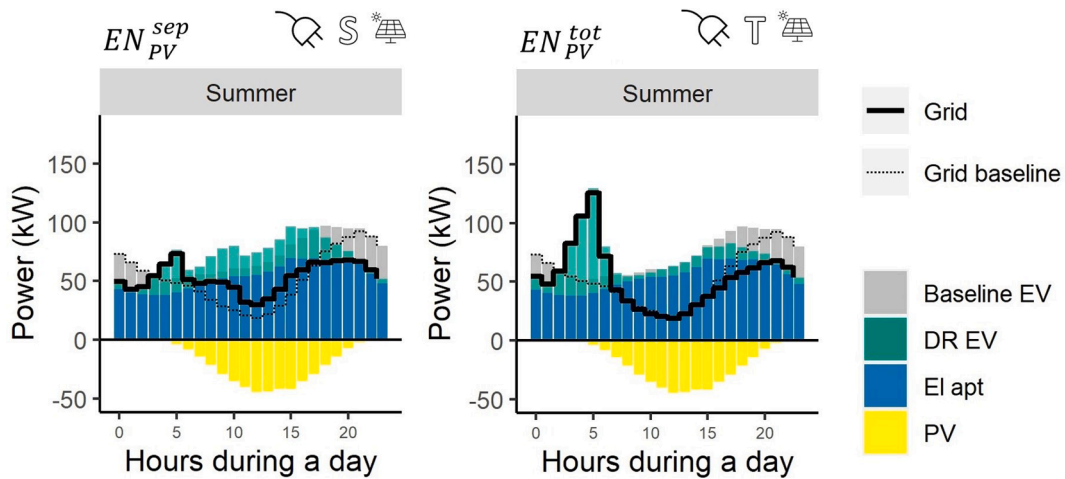 EN_PV^sep S
EN_PV^tot T
Summer
Summer
Power (kW)
150
100
50
0
-50
0 5 10 15 20
Hours during a day
Power (kW)
150
100
50
0
-50
0 5 10 15 20
Hours during a day
Grid
Grid baseline
Baseline EV
DR EV
El apt
PV